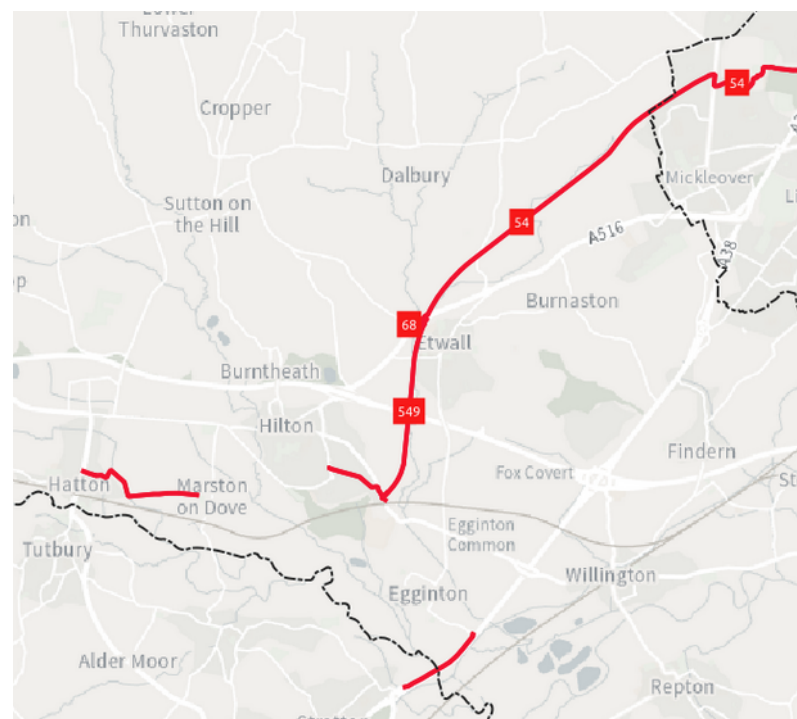 Lower
Thurvaston
Cropper
54
Mickleover
Dalbury
Sutton on
the Hill
54
A516
A38
Burnaston
68
Etwall
Burntheath
549
Hilton
Findern
Fox Covert
Hatton
Marston
on Dove
Egginton
Common
Tutbury
Willington
Egginton
Alder Moor
Repton